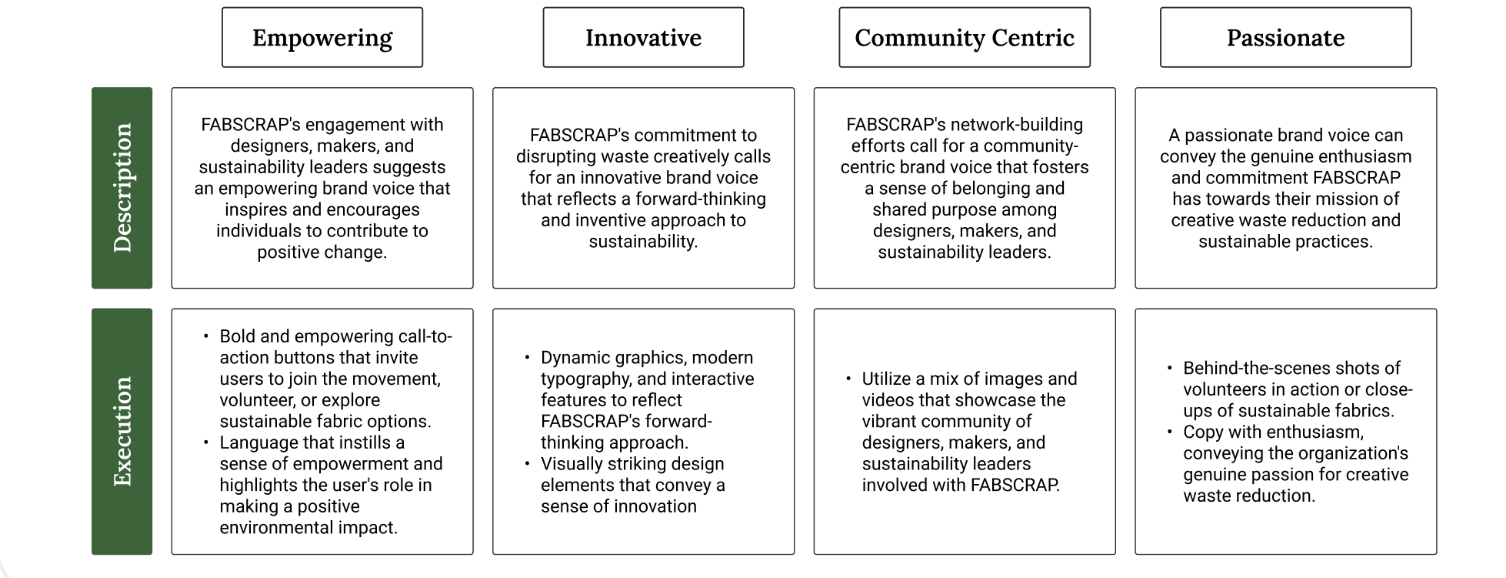 Empowering
Innovative
Community Centric
Passionate
Description
FABSCRAP's engagement with
designers, makers, and
sustainability leaders suggests
an empowering brand voice that
inspires and encourages
individuals to contribute to
positive change.
FABSCRAP's commitment to
disrupting waste creatively calls
for an innovative brand voice
that reflects a forward-thinking
and inventive approach to
sustainability.
FABSCRAP's network-building
efforts call for a community-
centric brand voice that fosters
a sense of belonging and
shared purpose among
designers, makers, and
sustainability leaders.
A passionate brand voice can
convey the genuine enthusiasm
and commitment FABSCRAP
has towards their mission of
creative waste reduction and
sustainable practices.
Execution
• Bold and empowering call-to-
action buttons that invite
users to join the movement,
volunteer, or explore
sustainable fabric options.
• Language that instills a
sense of empowerment and
highlights the user's role in
making a positive
environmental impact.
• Dynamic graphics, modern
typography, and interactive
features to reflect
FABSCRAP's forward-
thinking approach.
• Visually striking design
elements that convey a
sense of innovation
• Utilize a mix of images and
videos that showcase the
vibrant community of
designers, makers, and
sustainability leaders
involved with FABSCRAP.
• Behind-the-scenes shots of
volunteers in action or close-
ups of sustainable fabrics.
• Copy with enthusiasm,
conveying the organization's
genuine passion for creative
waste reduction.